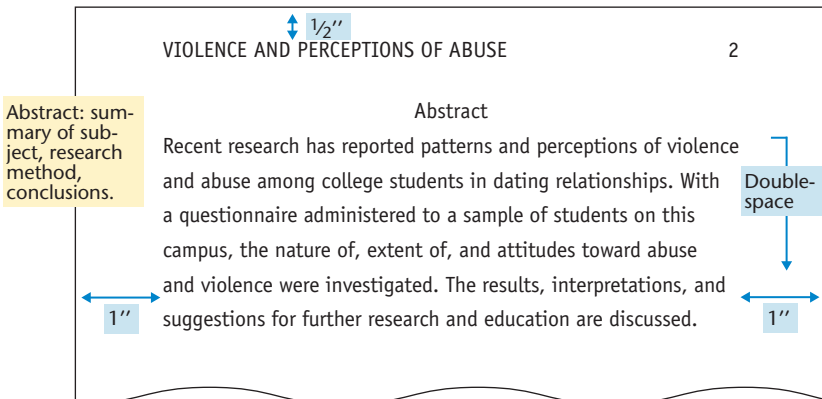 ½′′
VIOLENCE AND PERCEPTIONS OF ABUSE 2
Abstract: sum-
mary of sub-
ject, research
method,
conclusions.
Abstract
Recent research has reported patterns and perceptions of violence
and abuse among college students in dating relationships. With
a questionnaire administered to a sample of students on this
campus, the nature of, extent of, and attitudes toward abuse
and violence were investigated. The results, interpretations, and
suggestions for further research and education are discussed.
Double-
space
1′′
1′′